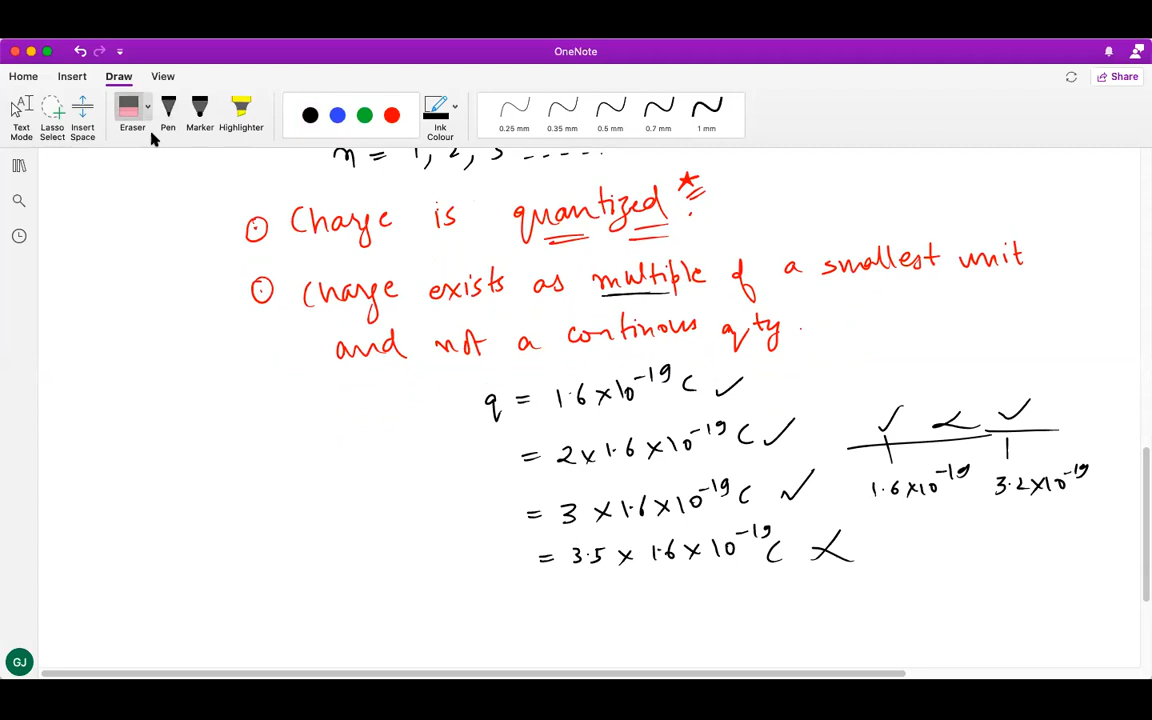 OneNote
Home Insert Draw View
Share
Text Mode
Lasso Select
Insert Space
Eraser
Pen
Marker
Highlighter
Ink Colour
0.25 mm
0.35 mm
0.5 mm
0.7 mm
1 mm
n = 1, 2, 3 -----
⊙ Charge is quantized.
⊙ Charge exists as multiple of a smallest unit
and not a continous qty.
q = 1.6×10⁻¹⁹ C ✓
= 2×1.6×10⁻¹⁹ C ✓
= 3 ×1.6×10⁻¹⁹ C ✓
= 3.5 × 1.6×10⁻¹⁹ C ×
✓ × ✓
1.6×10⁻¹⁹ 3.2×10⁻¹⁹
GJ